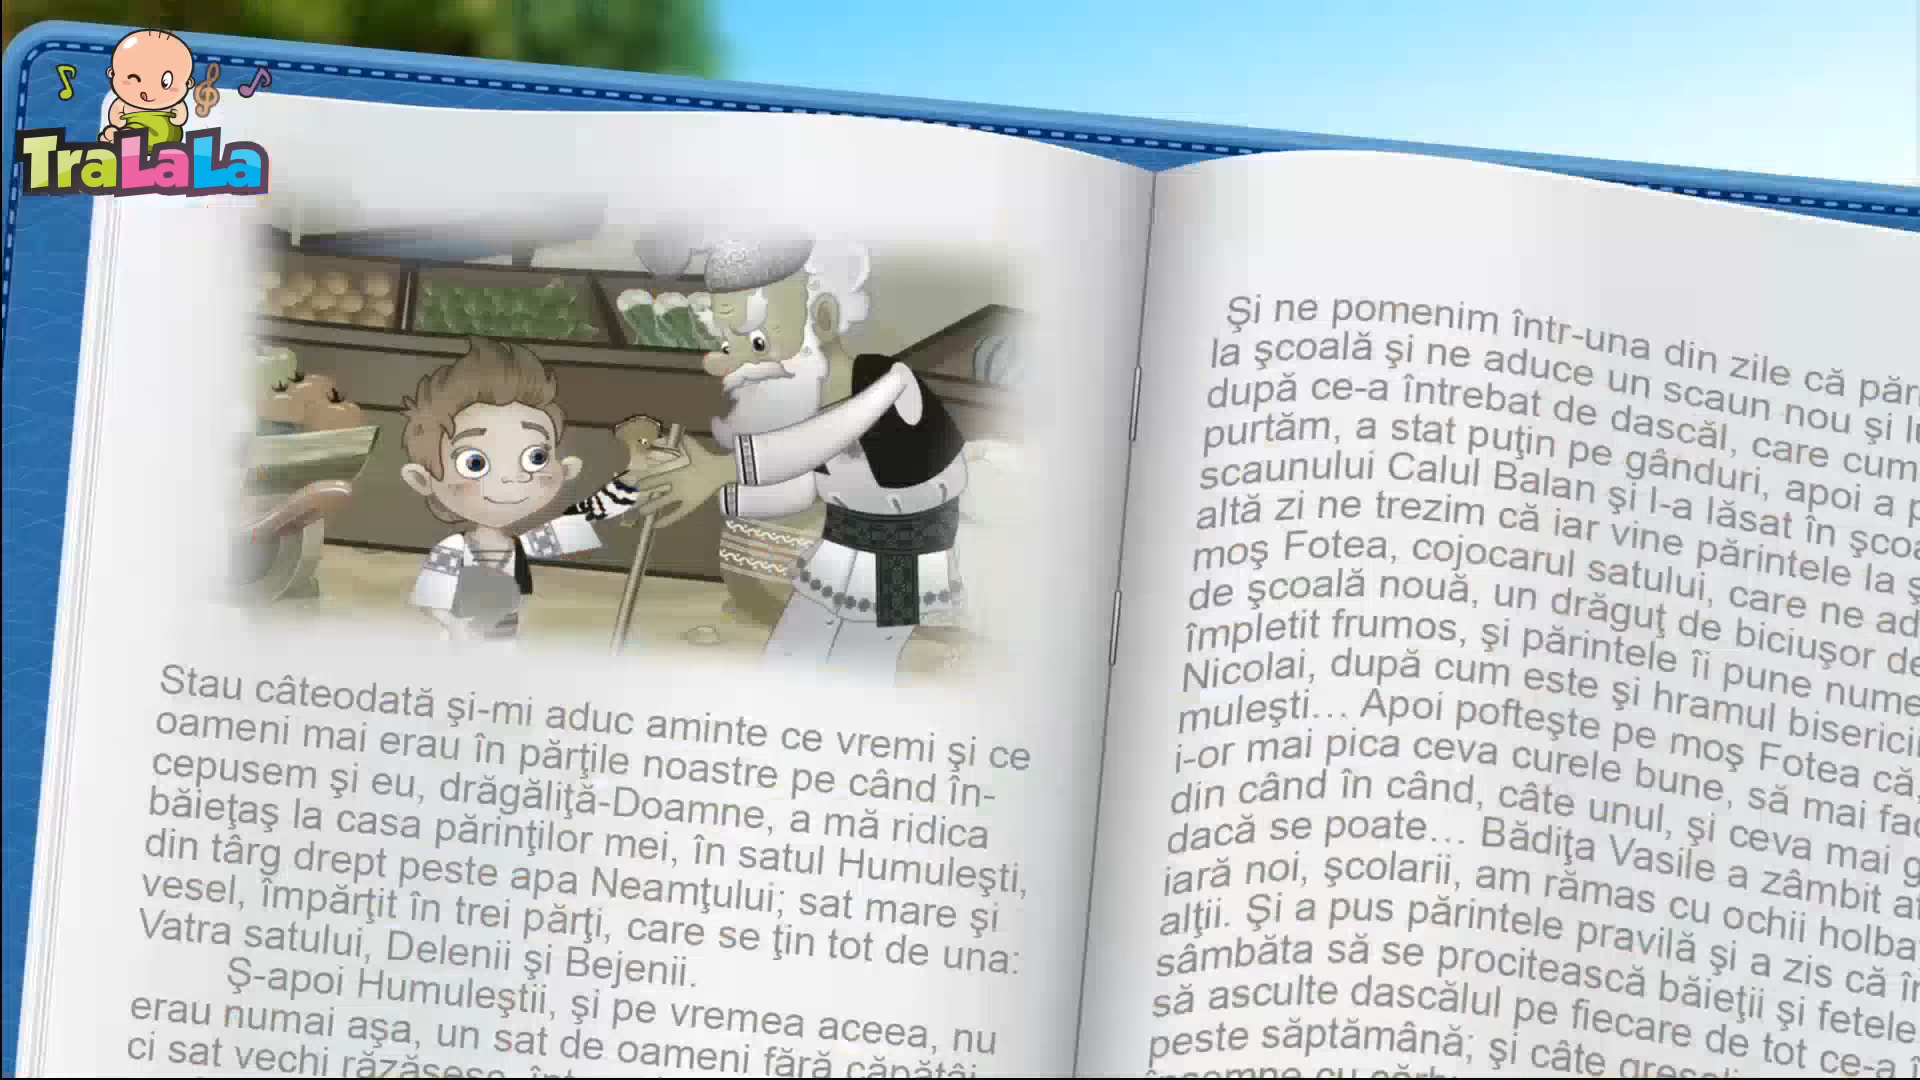 TraLaLa
Stau câteodată şi-mi aduc aminte ce vremi şi ce
oameni mai erau în părţile noastre pe când în-
cepusem şi eu, drăgăliţă-Doamne, a mă ridica
băieţaş la casa părinţilor mei, în satul Humuleşti,
din târg drept peste apa Neamţului; sat mare şi
vesel, împărţit în trei părţi, care se ţin tot de una:
Vatra satului, Delenii şi Bejenii.
Ş-apoi Humuleştii, şi pe vremea aceea, nu
erau numai aşa, un sat de oameni fără căpătâi
ci sat vechi
Şi ne pomenim într-una din zile că
la şcoală şi ne aduce un scaun nou şi
după ce-a întrebat de dascăl, care cum
purtăm, a stat puţin pe gânduri, apoi a
scaunului Calul Balan şi l-a lăsat în
altă zi ne trezim că iar vine părintele la
moş Fotea, cojocarul satului, care ne
de şcoală nouă, un drăguţ de biciuşor
împletit frumos, şi părintele îi pune
Nicolai, după cum este şi hramul
muleşti... Apoi pofteşte pe moş Fotea că,
i-or mai pica ceva curele bune, să mai
din când în când, câte unul, şi ceva mai
dacă se poate... Bădiţa Vasile a zâmbit
iară noi, şcolarii, am rămas cu ochii
alţii. Şi a pus părintele pravilă şi a zis că
sâmbăta să se procitească băieţii şi fetele
să asculte dascălul pe fiecare de tot ce-a
peste săptămână; şi câte